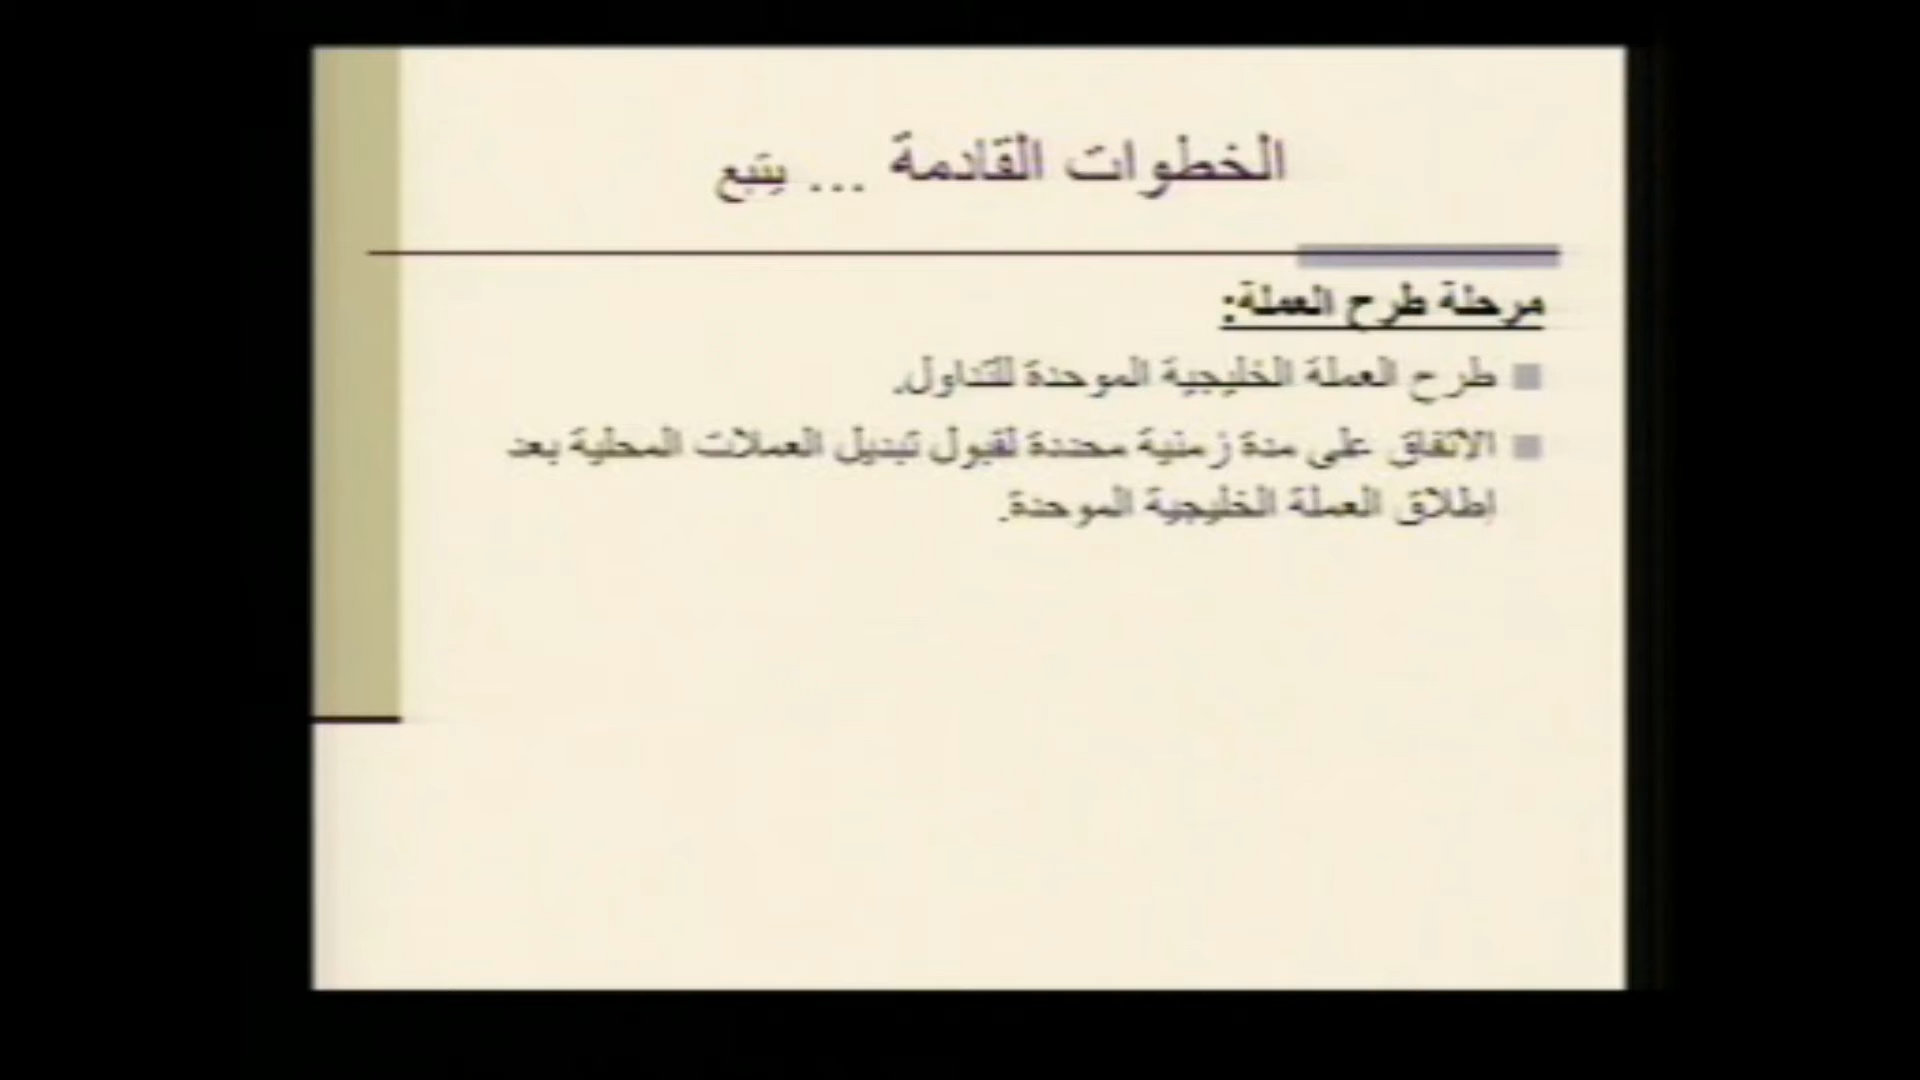 الخطوات القادمة ... يتبع
مرحلة طرح العملة:
طرح العملة الخليجية الموحدة للتداول.
الاتفاق على مدة زمنية محددة لقبول تبديل العملات المحلية بعد
إطلاق العملة الخليجية الموحدة.